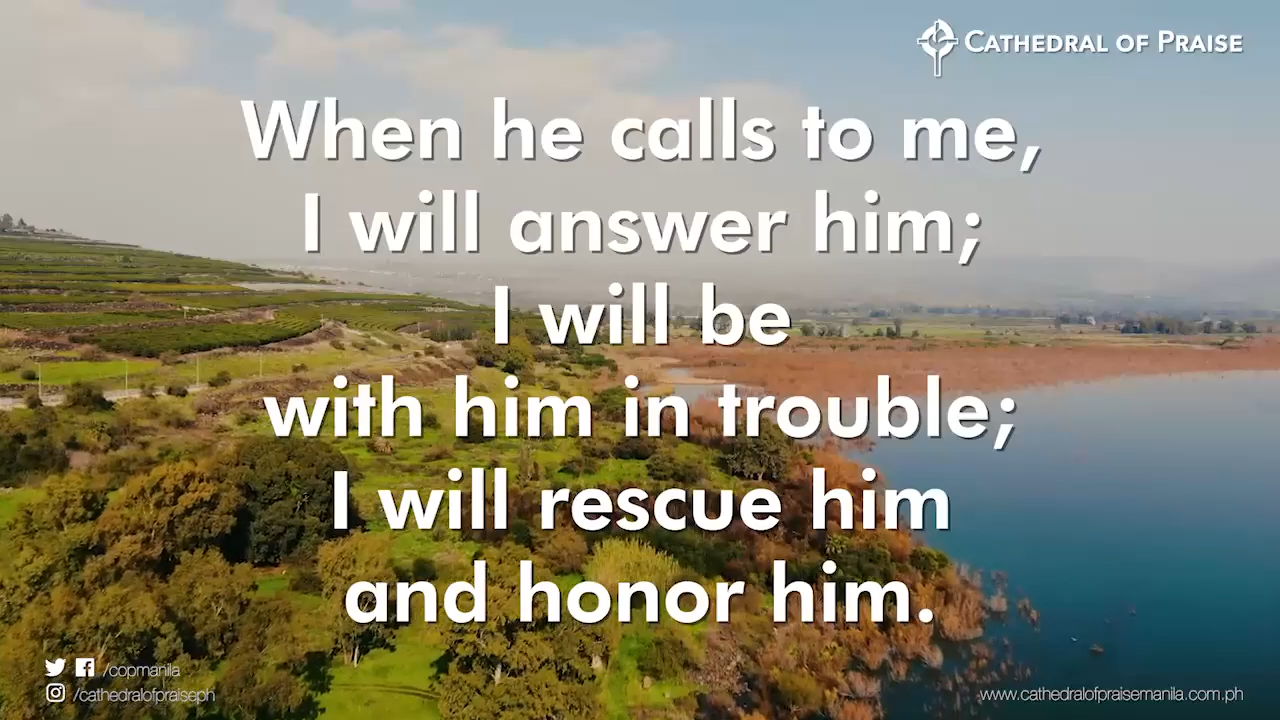 CATHEDRAL OF PRAISE
When he calls to me,
I will answer him;
I will be
with him in trouble;
I will rescue him
and honor him.
/copmanila
/cathedralofpraiseph
www.cathedralofpraisemanila.com.ph